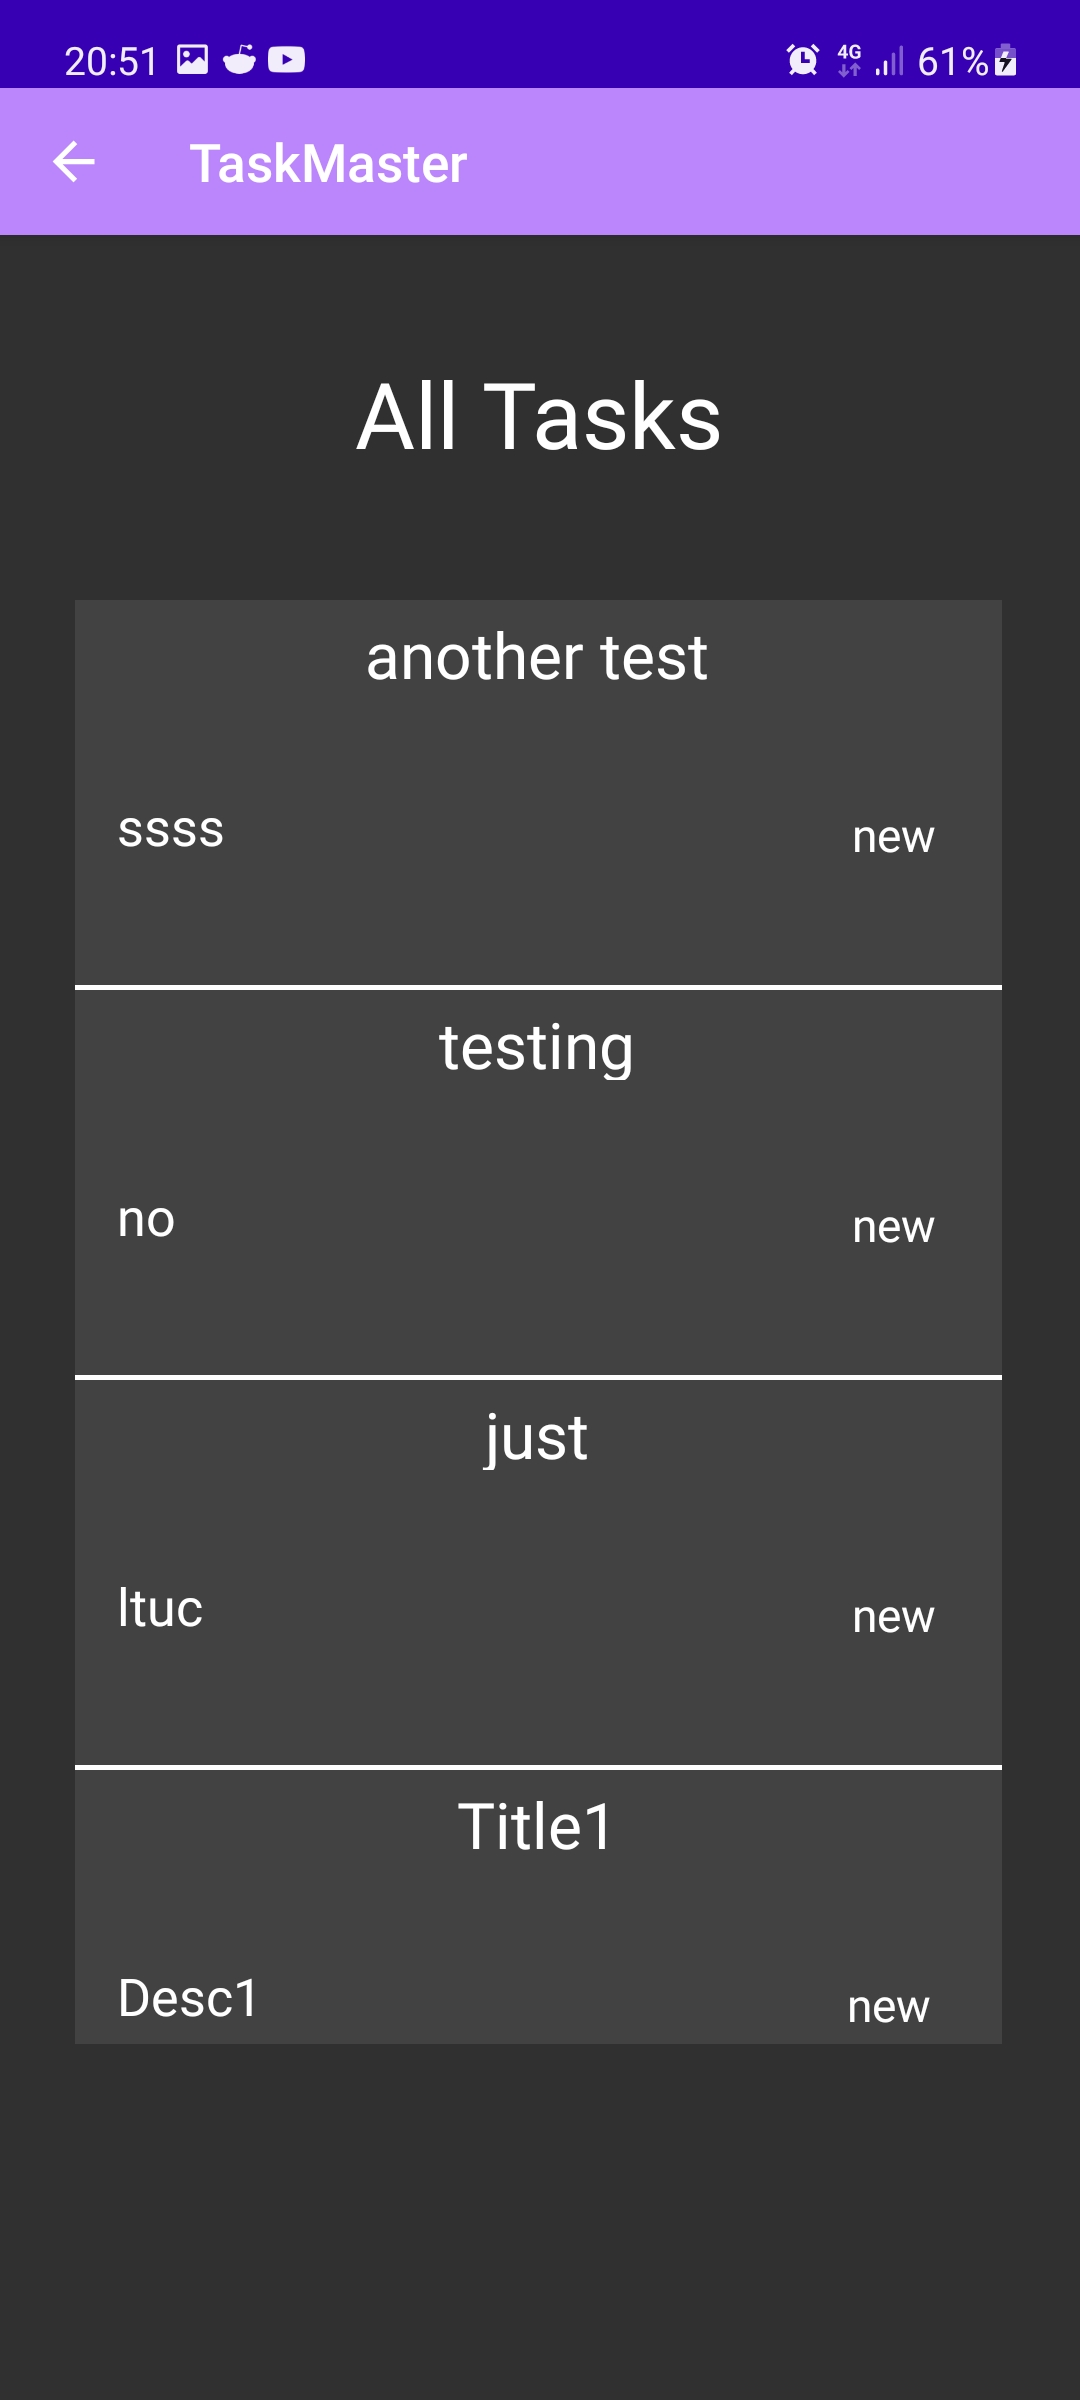 20:51 4G 61%
TaskMaster
All Tasks
another test
ssss new
testing
no new
just
ltuc new
Title1
Desc1 new